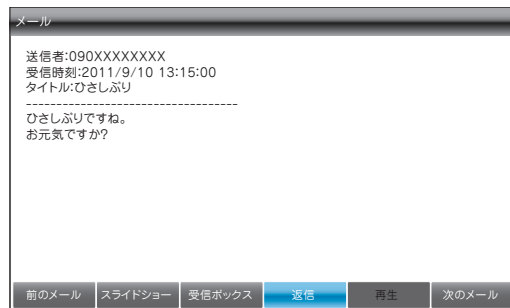 メール
送信者:090XXXXXXXX
受信時刻:2011/9/10 13:15:00
タイトル:ひさしぶり
-----------------------------------
ひさしぶりですね。
お元気ですか?
前のメール スライドショー 受信ボックス 返信 再生 次のメール